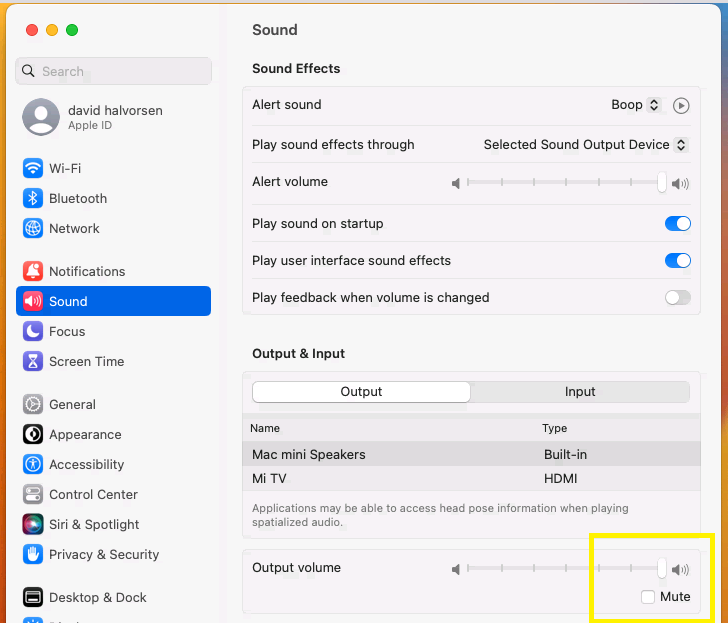 Search
david halvorsen
Apple ID
Wi-Fi
Bluetooth
Network
Notifications
Sound
Focus
Screen Time
General
Appearance
Accessibility
Control Center
Siri & Spotlight
Privacy & Security
Desktop & Dock
Sound
Sound Effects
Alert sound Boop
Play sound effects through Selected Sound Output Device
Alert volume
Play sound on startup
Play user interface sound effects
Play feedback when volume is changed
Output & Input
Output Input
Name Type
Mac mini Speakers Built-in
Mi TV HDMI
Applications may be able to access head pose information when playing
spatialized audio.
Output volume
Mute